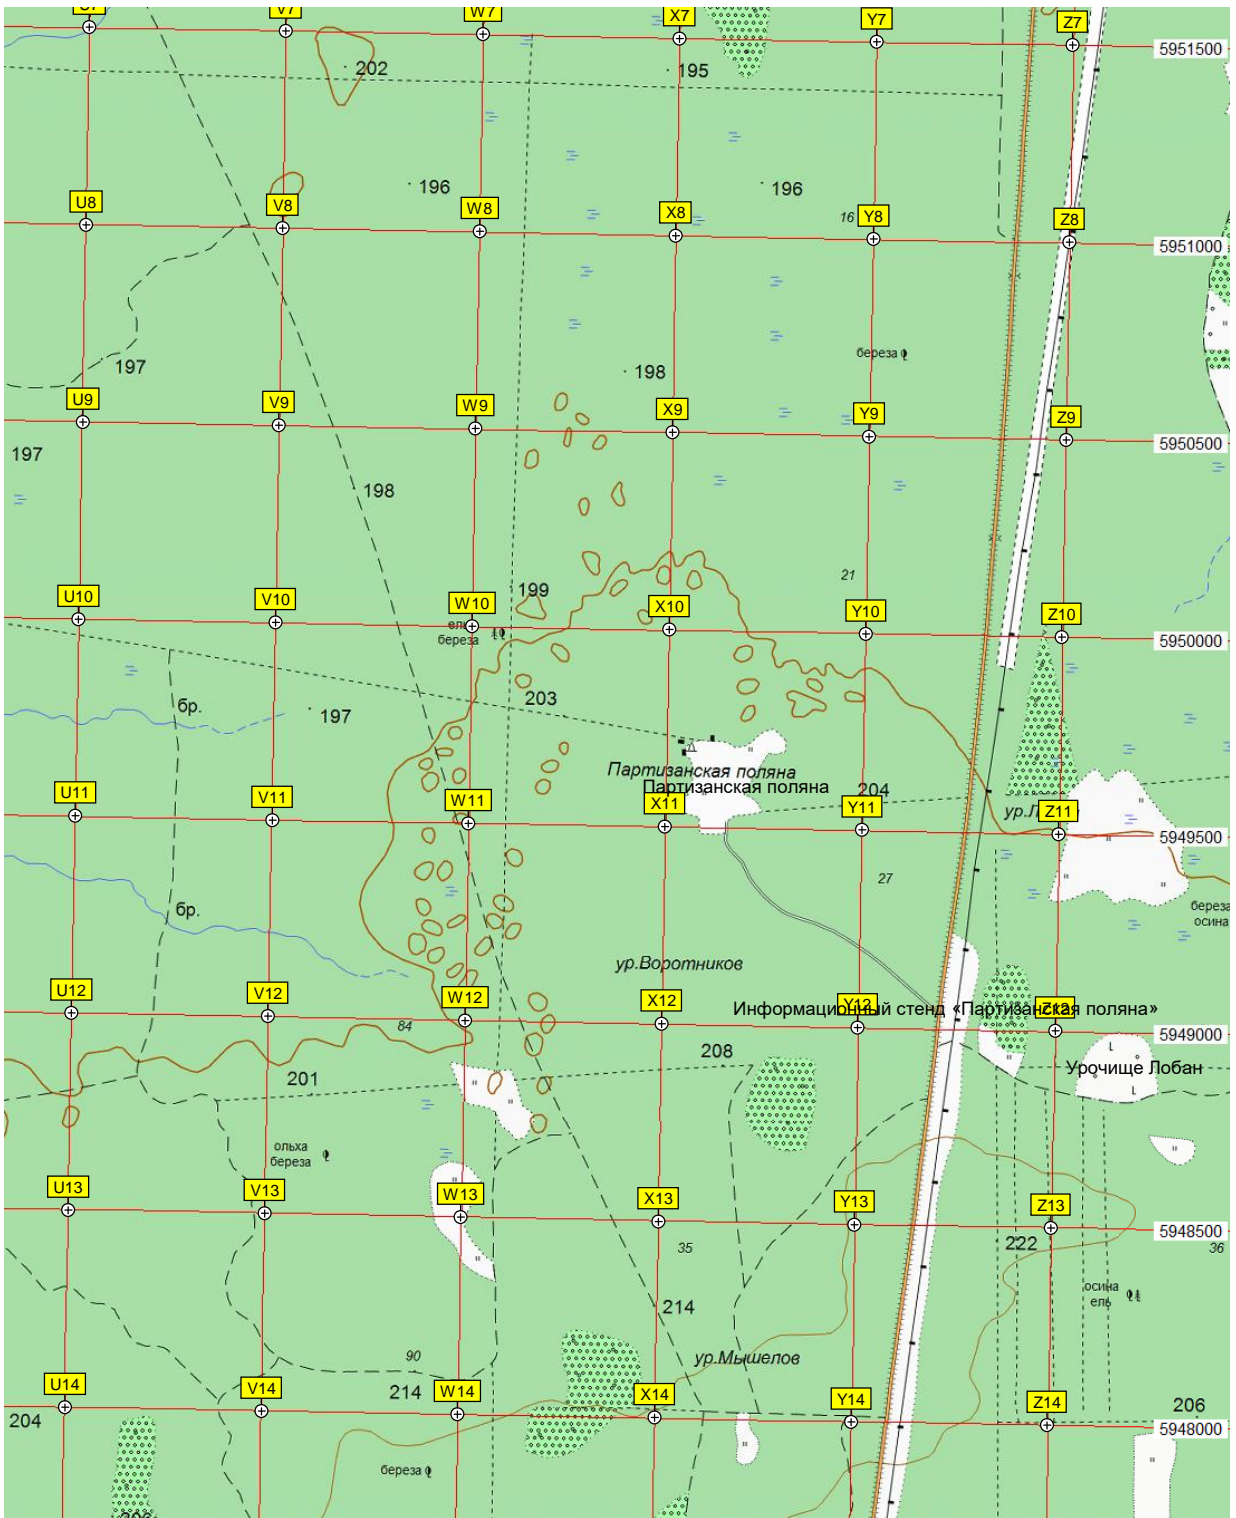 U7 V7 W7 X7 Y7 Z7
5951500
202
195
196
196
U8 V8 W8 X8 16 Y8 Z8
5951000
197
198
береза
U9 V9 W9 X9 Y9 Z9
5950500
197
198
199
21
U10 V10 W10 X10 Y10 Z10
ель
береза
5950000
203
бр.
197
Партизанская поляна
Партизанская поляна
204
U11 V11 W11 X11 Y11 ур. Z11
5949500
27
береза
осина
бр.
ур.Воротников
U12 V12 W12 X12 Y12 Z12
Информационный стенд «Партизанская поляна»
84
5949000
208
201
Урочище Лобан
ольха
береза
U13 V13 W13 X13 Y13 Z13
5948500
35
222
36
осина
ель
214
90
ур.Мышелов
U14 V14 214 W14 X14 Y14 Z14
204
206
5948000
береза